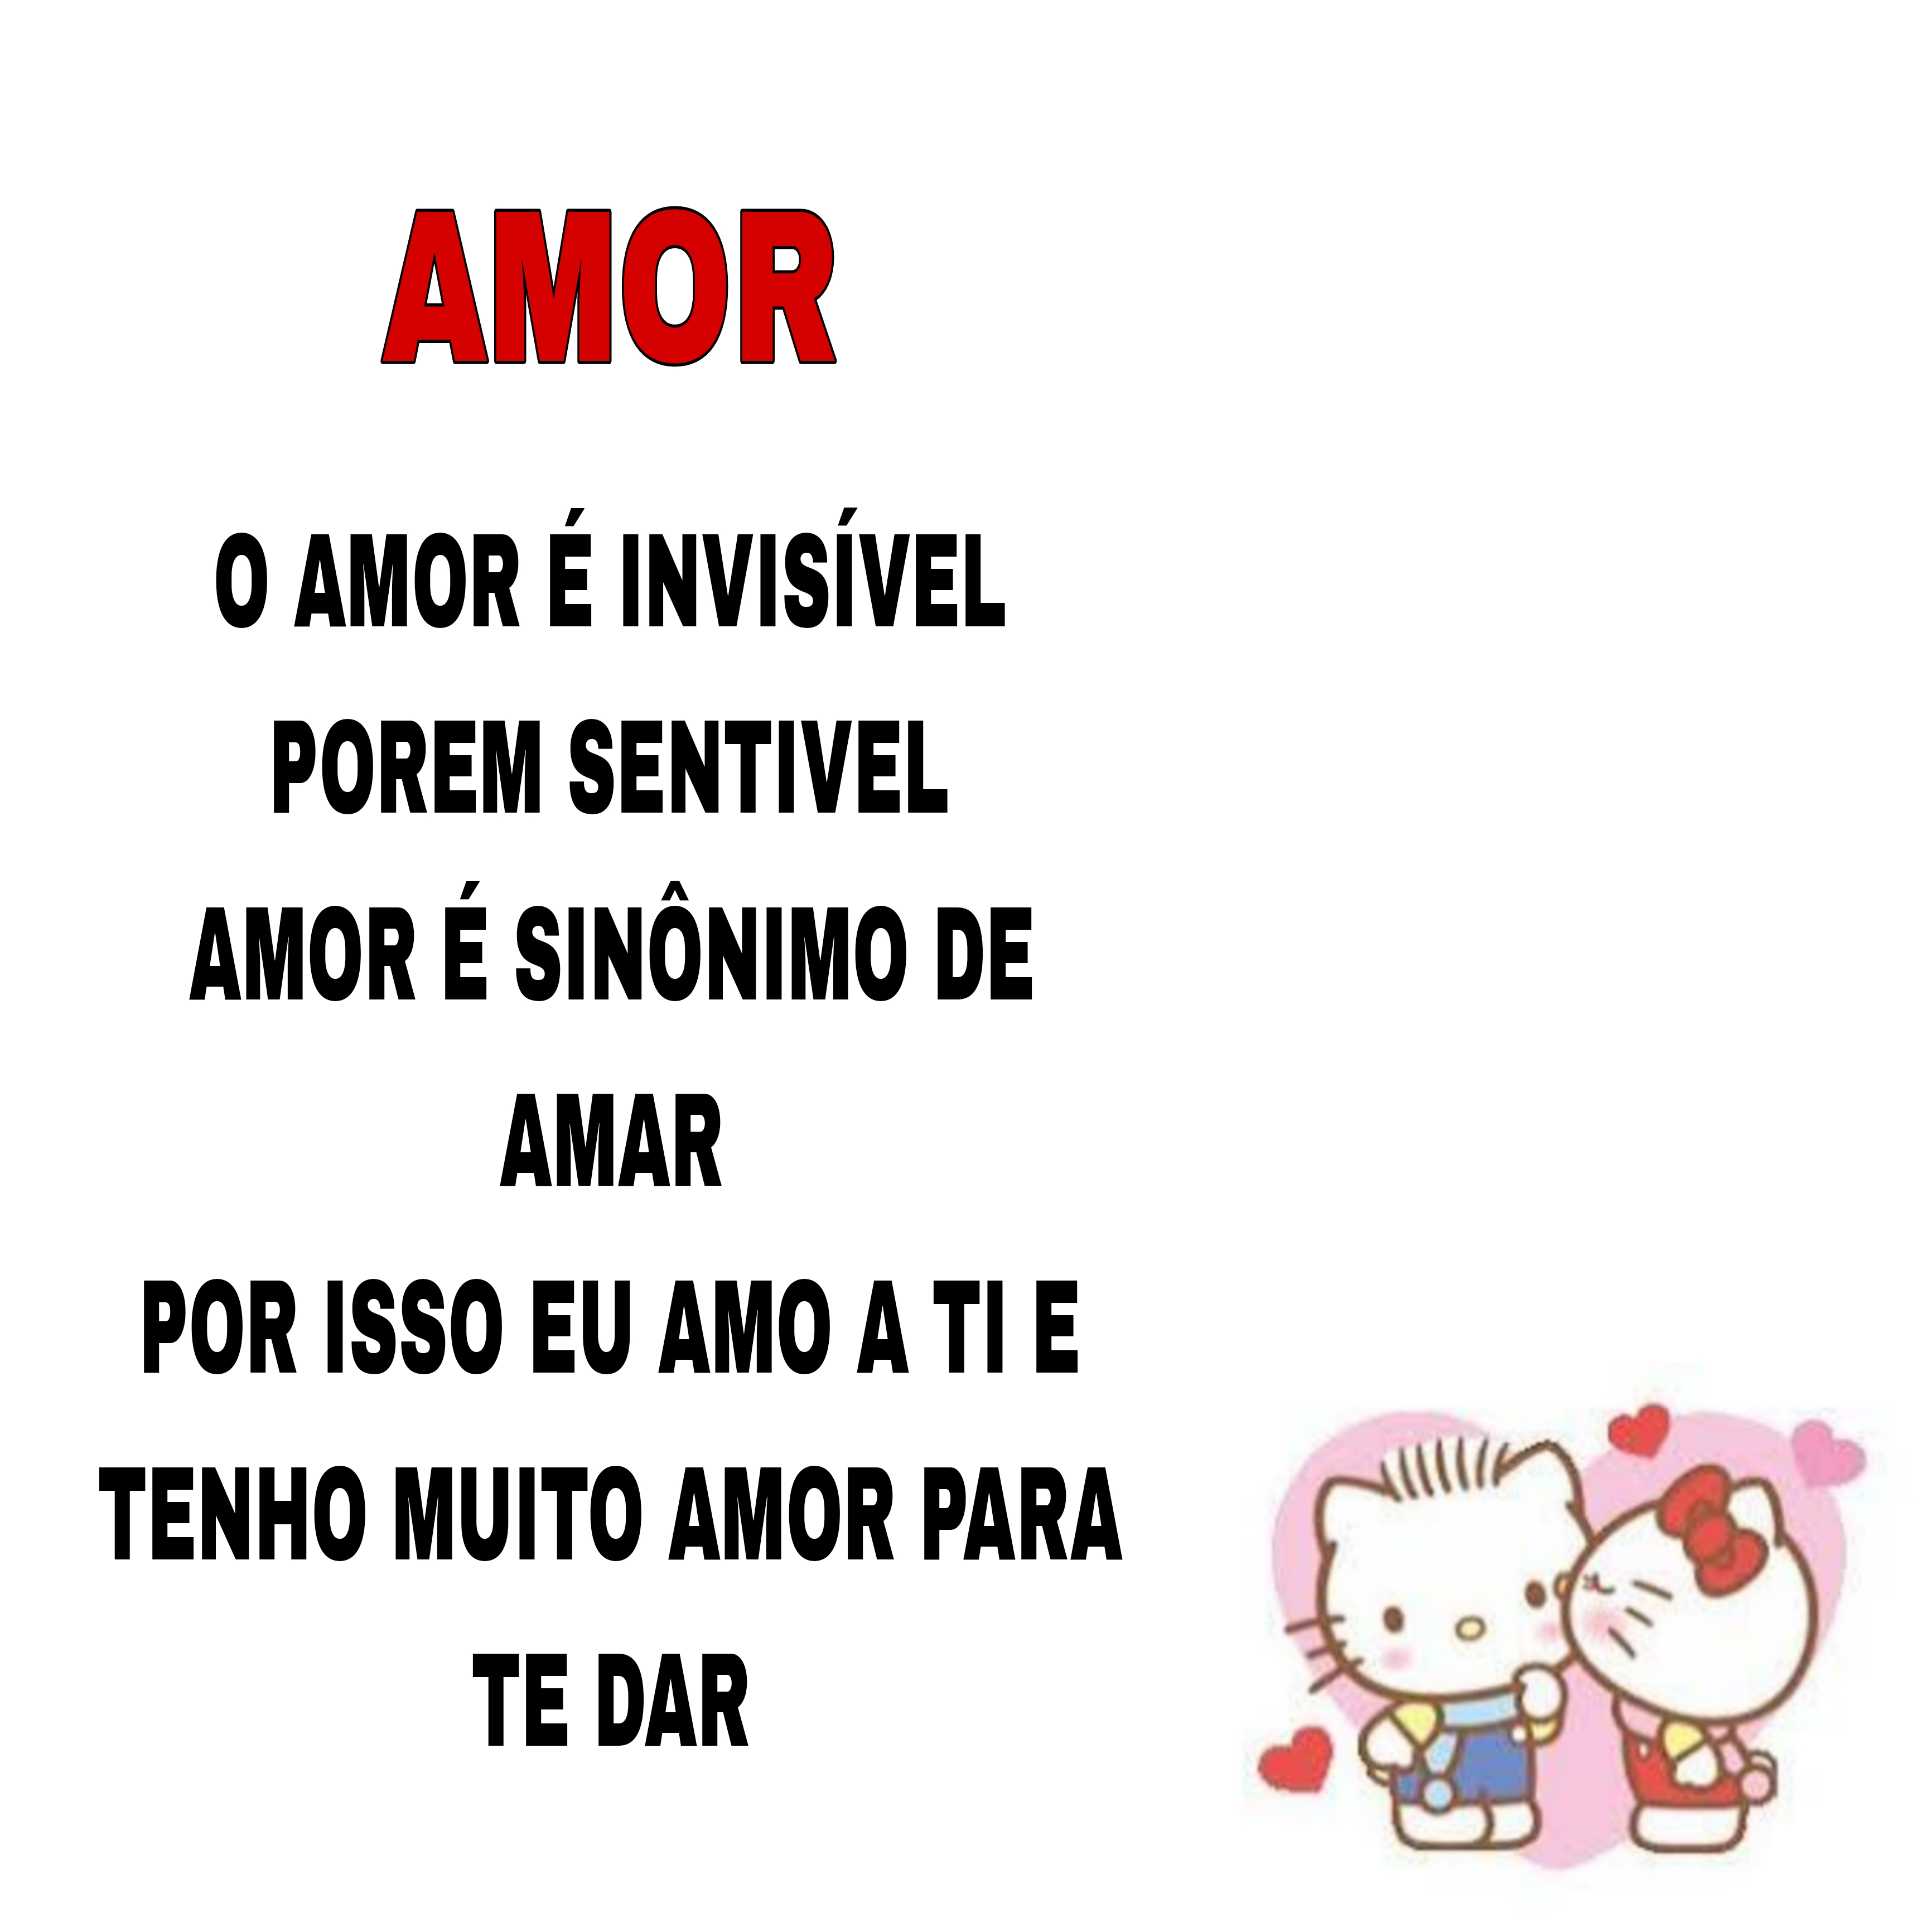 AMOR
O AMOR É INVISÍVEL
POREM SENTIVEL
AMOR É SINÔNIMO DE
AMAR
POR ISSO EU AMO A TI E
TENHO MUITO AMOR PARA
TE DAR